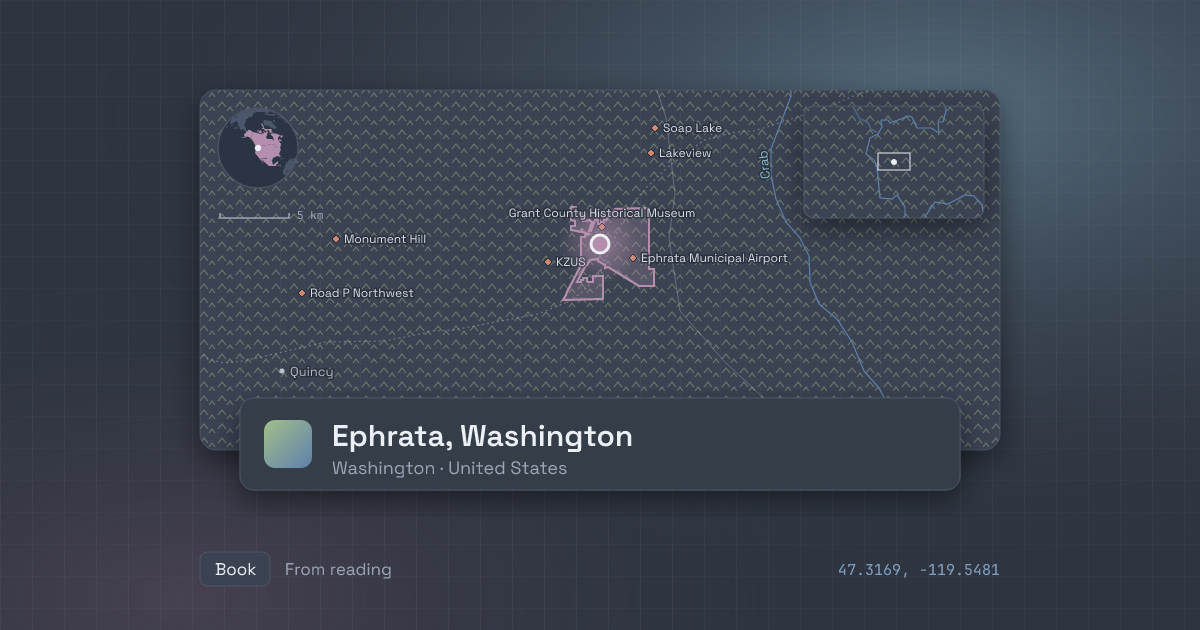 Soap Lake
Lakeview
Crab
5 km
Grant County Historical Museum
Monument Hill
KZUS
Ephrata Municipal Airport
Road P Northwest
Quincy
Ephrata, Washington
Washington · United States
Book
From reading
47.3169, -119.5481